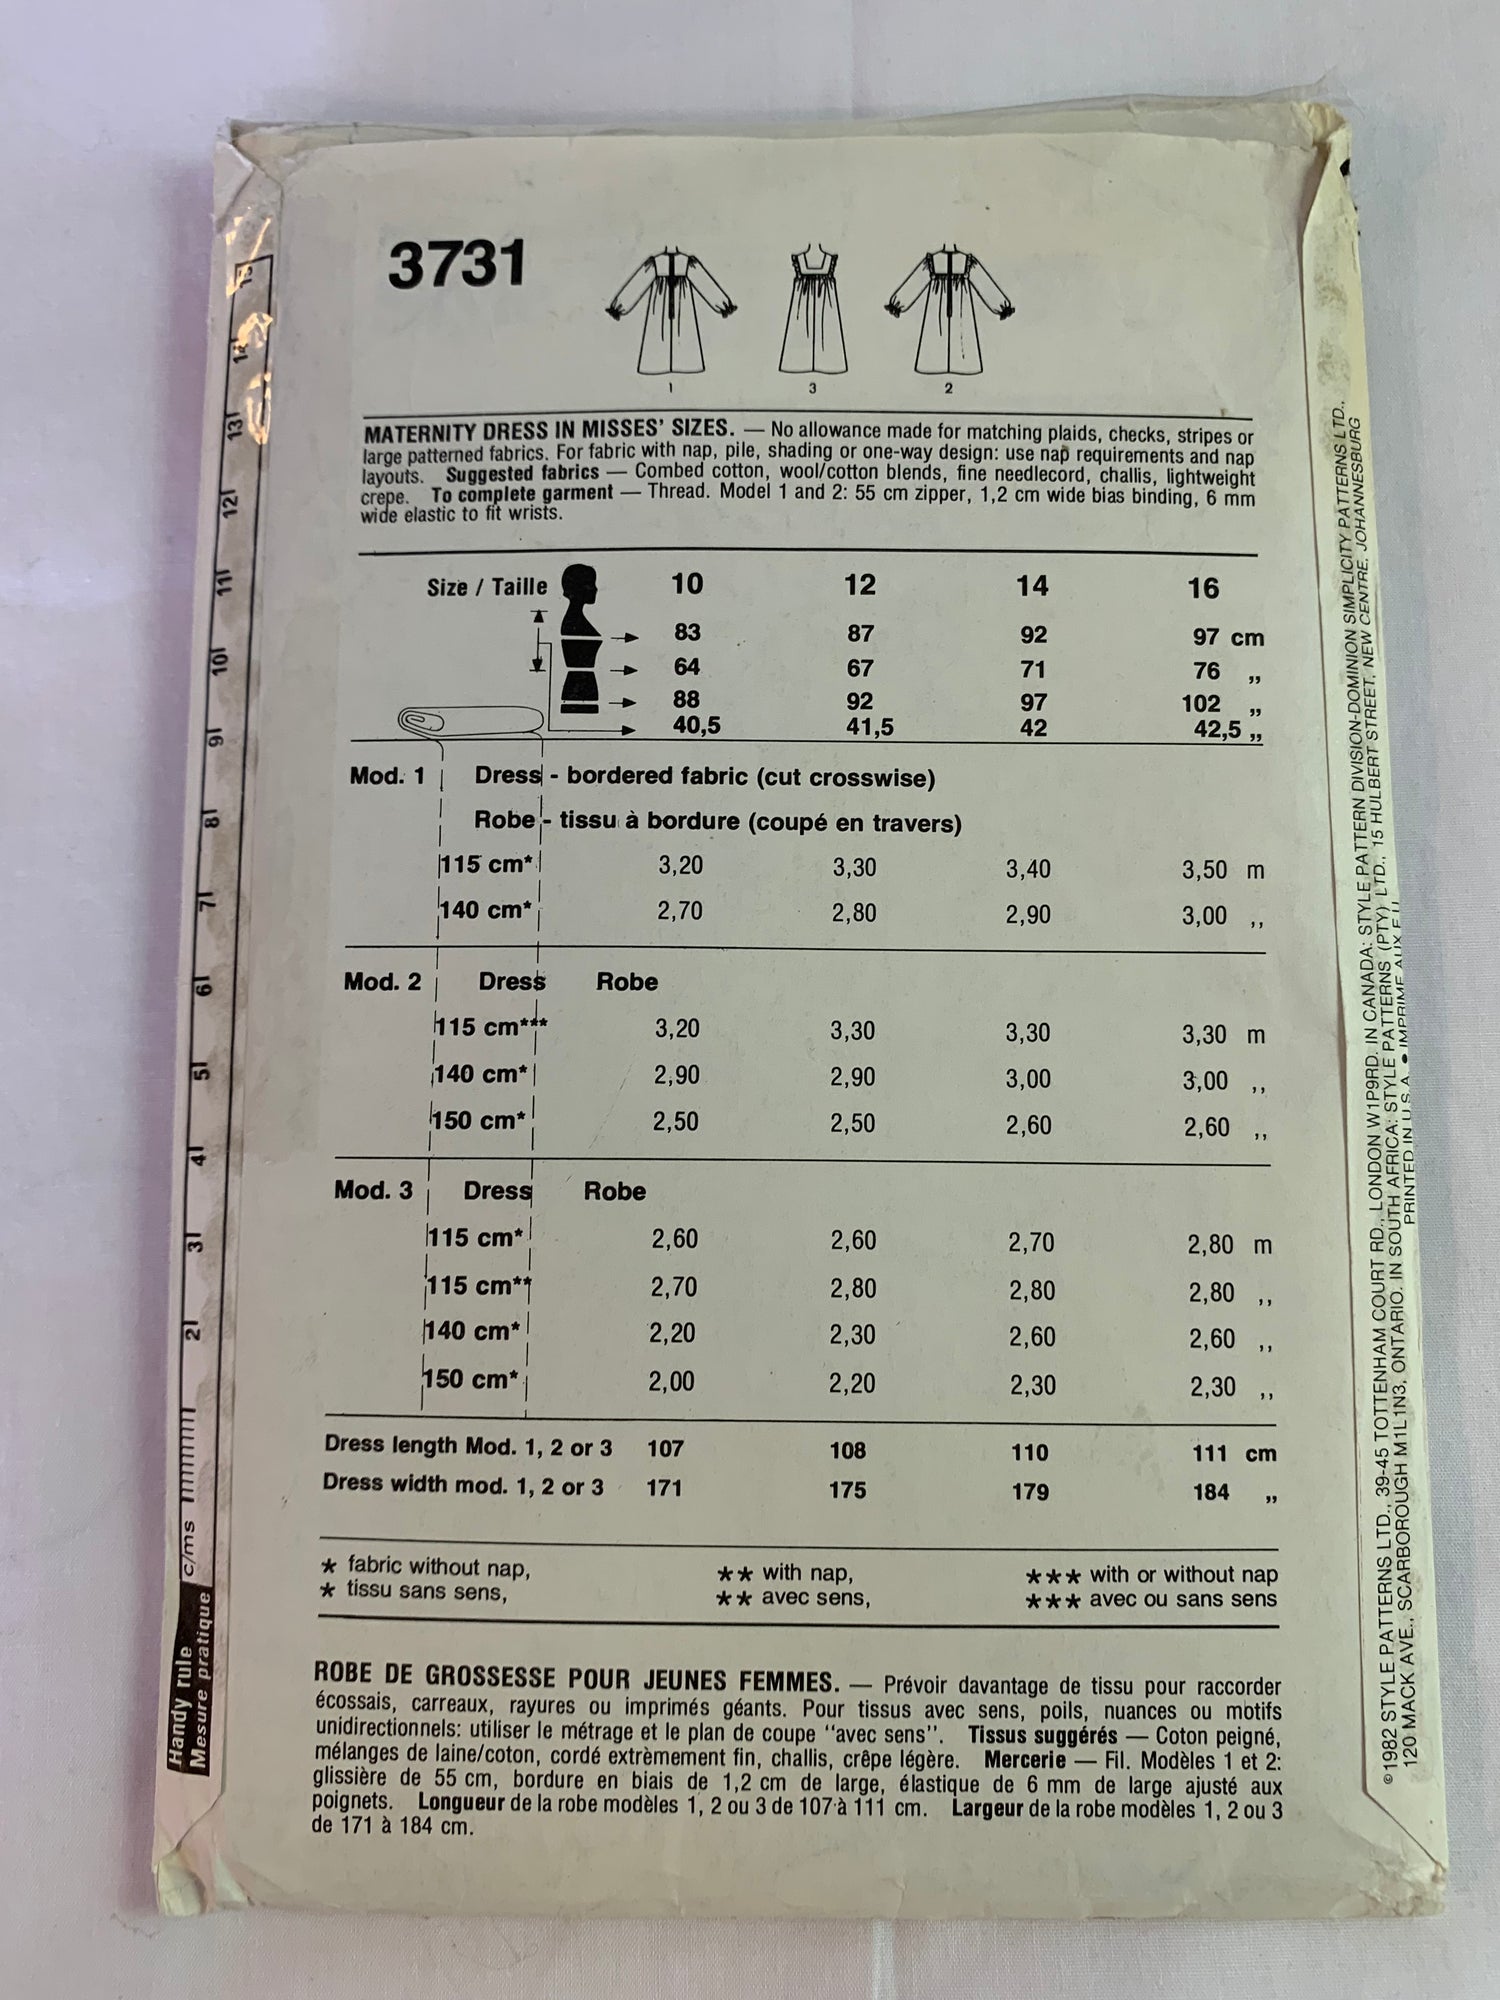 3731
1 3 2
MATERNITY DRESS IN MISSES' SIZES. — No allowance made for matching plaids, checks, stripes or
large patterned fabrics. For fabric with nap, pile, shading or one-way design: use nap requirements and nap
layouts. Suggested fabrics — Combed cotton, wool/cotton blends, fine needlecord, challis, lightweight
crepe. To complete garment — Thread. Model 1 and 2: 55 cm zipper, 1,2 cm wide bias binding, 6 mm
wide elastic to fit wrists.
Size / Taille 10 12 14 16
83 87 92 97 cm
64 67 71 76 „
88 92 97 102 „
40,5 41,5 42 42,5 „
Mod. 1 Dress - bordered fabric (cut crosswise)
Robe - tissu à bordure (coupé en travers)
115 cm* 3,20 3,30 3,40 3,50 m
140 cm* 2,70 2,80 2,90 3,00 ,,
Mod. 2 Dress Robe
115 cm*** 3,20 3,30 3,30 3,30 m
140 cm* 2,90 2,90 3,00 3,00 ,,
150 cm* 2,50 2,50 2,60 2,60 ,,
Mod. 3 Dress Robe
115 cm* 2,60 2,60 2,70 2,80 m
115 cm** 2,70 2,80 2,80 2,80 ,,
140 cm* 2,20 2,30 2,60 2,60 ,,
150 cm* 2,00 2,20 2,30 2,30 ,,
Dress length Mod. 1, 2 or 3 107 108 110 111 cm
Dress width mod. 1, 2 or 3 171 175 179 184 „
* fabric without nap, ** with nap, *** with or without nap
* tissu sans sens, ** avec sens, *** avec ou sans sens
ROBE DE GROSSESSE POUR JEUNES FEMMES. — Prévoir davantage de tissu pour raccorder
écossais, carreaux, rayures ou imprimés géants. Pour tissus avec sens, poils, nuances ou motifs
unidirectionnels: utiliser le métrage et le plan de coupe "avec sens". Tissus suggérés — Coton peigné,
mélanges de laine/coton, cordé extrèmement fin, challis, crêpe légère. Mercerie — Fil. Modèles 1 et 2:
glissière de 55 cm, bordure en biais de 1,2 cm de large, élastique de 6 mm de large ajusté aux
poignets. Longueur de la robe modèles 1, 2 ou 3 de 107 à 111 cm. Largeur de la robe modèles 1, 2 ou 3
de 171 à 184 cm.
Handy rule
Mesure pratique
c/ms 2 3 4 5 6 7 8 9 10 11 12 13 14 15
©1982 STYLE PATTERNS LTD., 39-45 TOTTENHAM COURT RD., LONDON W1P9RD. IN CANADA: STYLE PATTERN DIVISION-DOMINION SIMPLICITY PATTERNS LTD.,
120 MACK AVE., SCARBOROUGH M1L1N3, ONTARIO. IN SOUTH AFRICA: STYLE PATTERNS (PTY) LTD., 15 HULBERT STREET, NEW CENTRE, JOHANNESBURG
PRINTED IN U.S.A. • IMPRIME AUX E.U.